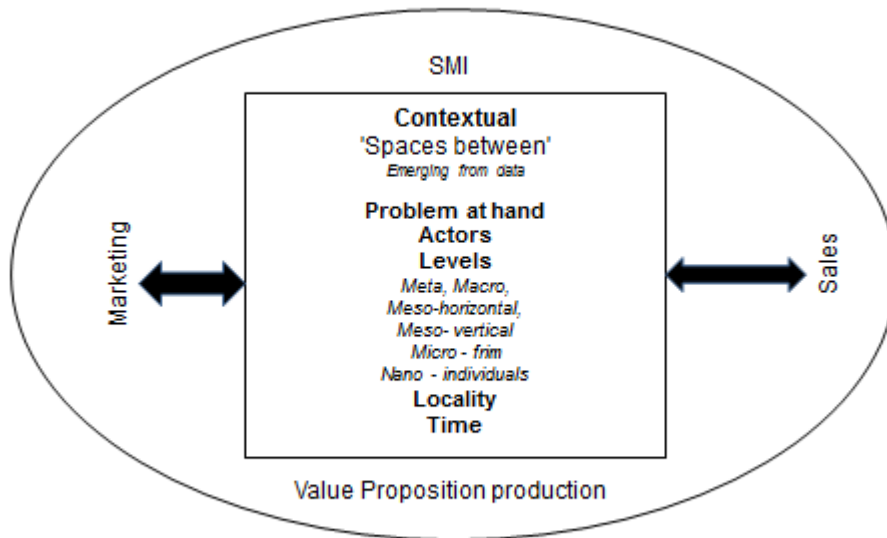 SMI
Contextual
'Spaces between'
Emerging from data
Problem at hand
Actors
Levels
Meta, Macro,
Meso-horizontal,
Meso- vertical
Micro - frim
Nano - individuals
Locality
Time
Marketing
Sales
Value Proposition production